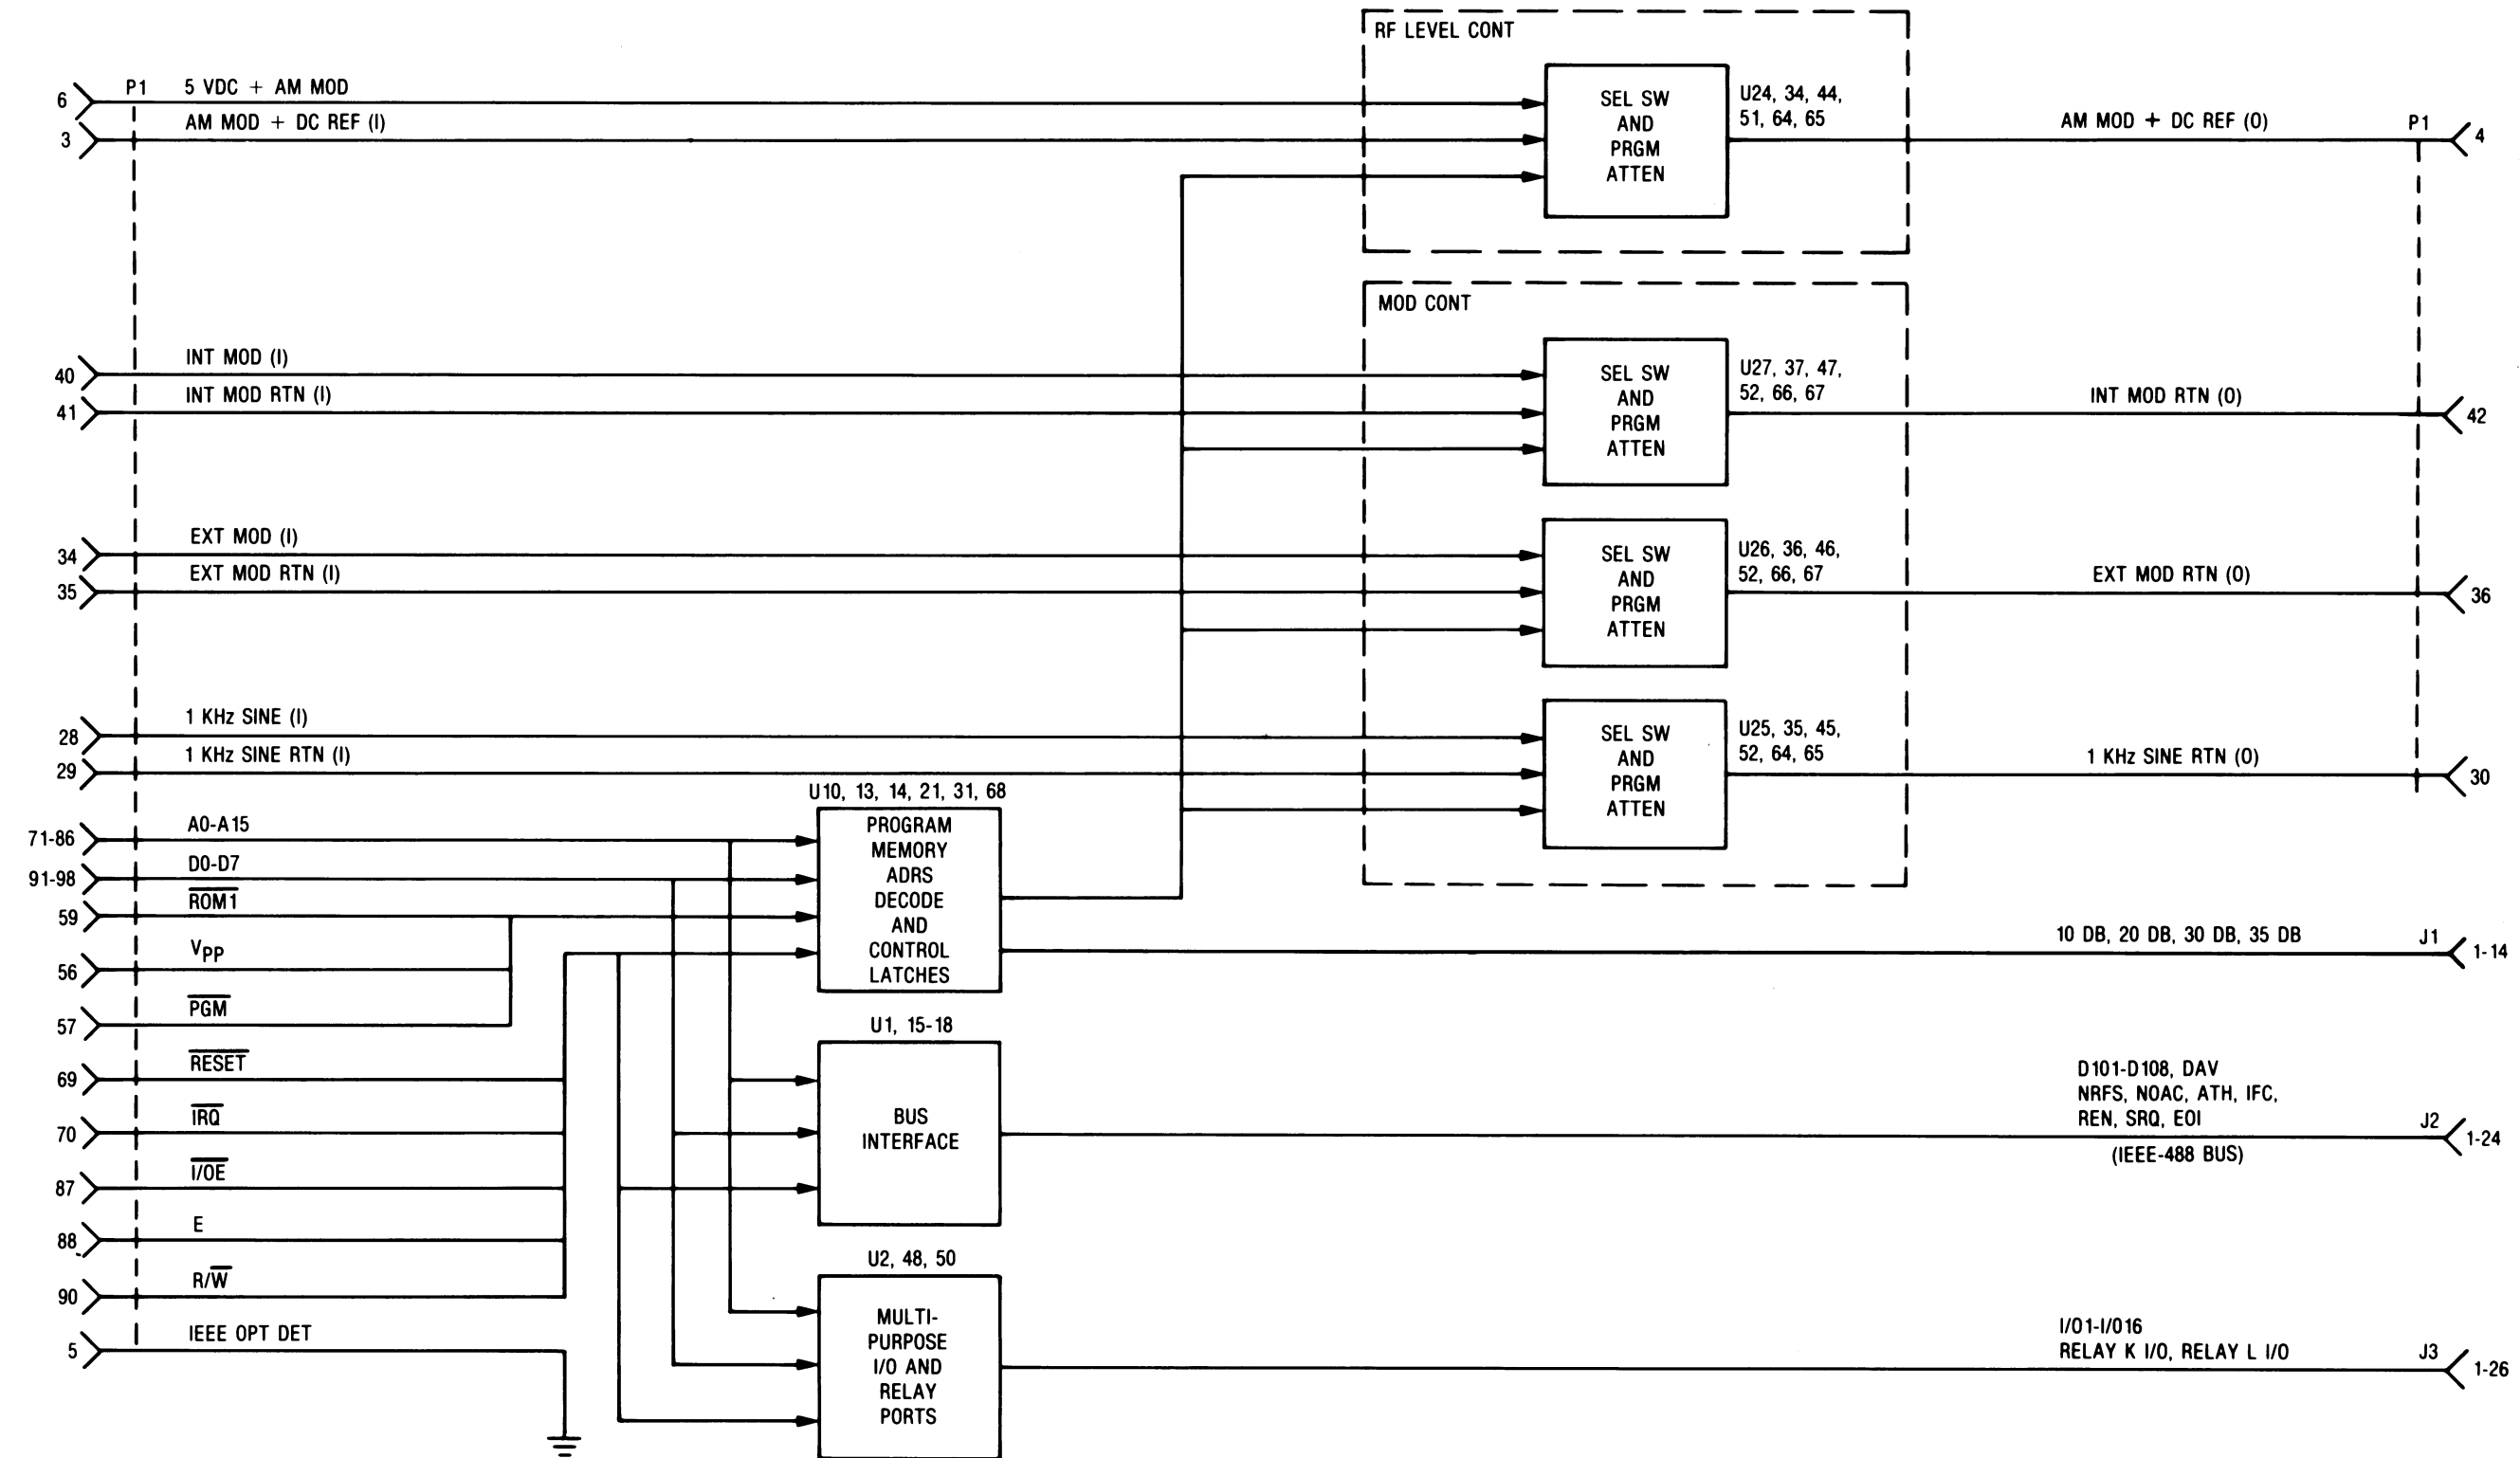 RF LEVEL CONT
6
P1
5 VDC + AM MOD
3
AM MOD + DC REF (I)
SEL SW
AND
PRGM
ATTEN
U24, 34, 44,
51, 64, 65
AM MOD + DC REF (O)
P1
4
MOD CONT
40
INT MOD (I)
41
INT MOD RTN (I)
SEL SW
AND
PRGM
ATTEN
U27, 37, 47,
52, 66, 67
INT MOD RTN (O)
42
34
EXT MOD (I)
35
EXT MOD RTN (I)
SEL SW
AND
PRGM
ATTEN
U26, 36, 46,
52, 66, 67
EXT MOD RTN (O)
36
28
1 KHz SINE (I)
29
1 KHz SINE RTN (I)
SEL SW
AND
PRGM
ATTEN
U25, 35, 45,
52, 64, 65
1 KHz SINE RTN (O)
30
71-86
A0-A15
91-98
D0-D7
59
ROM1
56
VPP
57
PGM
69
RESET
70
IRQ
87
I/OE
88
E
90
R/W
5
IEEE OPT DET
U10, 13, 14, 21, 31, 68
PROGRAM
MEMORY
ADRS
DECODE
AND
CONTROL
LATCHES
10 DB, 20 DB, 30 DB, 35 DB
J1
1-14
U1, 15-18
BUS
INTERFACE
D101-D108, DAV
NRFS, NOAC, ATH, IFC,
REN, SRQ, EOI
(IEEE-488 BUS)
J2
1-24
U2, 48, 50
MULTI-
PURPOSE
I/O AND
RELAY
PORTS
I/O1-I/O16
RELAY K I/O, RELAY L I/O
J3
1-26